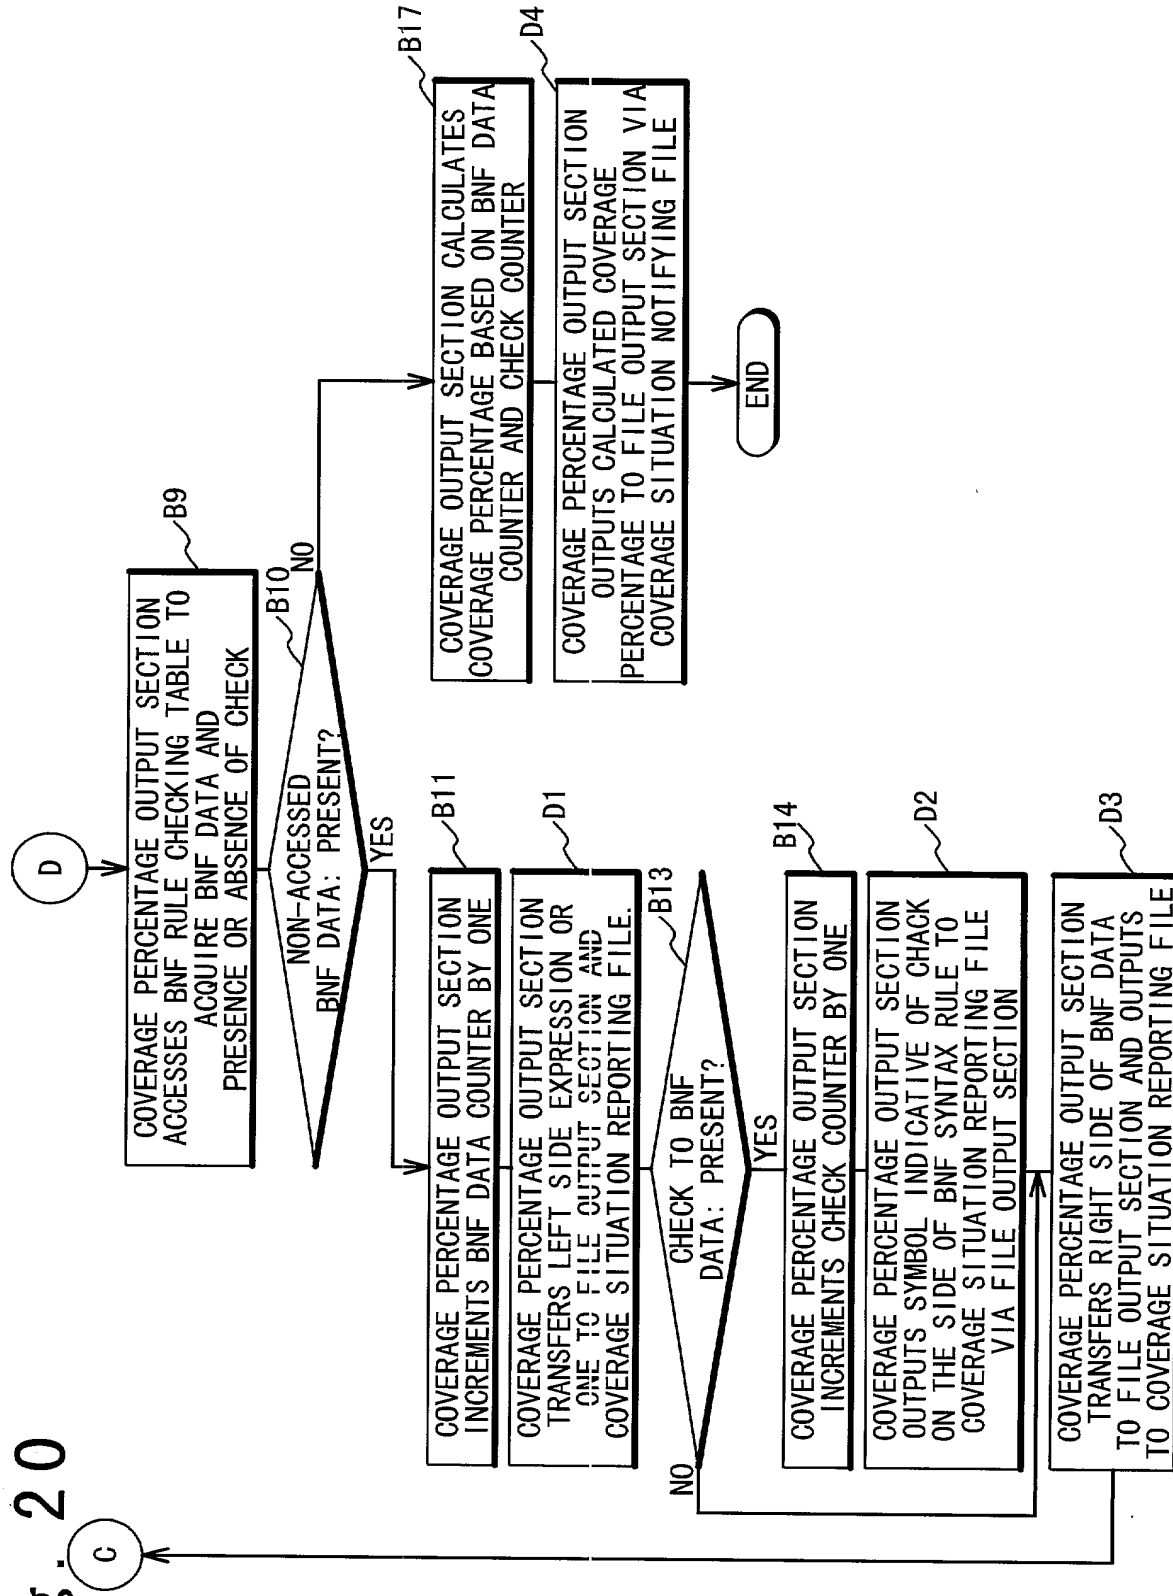 g. 20
C
D
COVERAGE PERCENTAGE OUTPUT SECTION
ACCESSES BNF RULE CHECKING TABLE TO
ACQUIRE BNF DATA AND
PRESENCE OR ABSENCE OF CHECK
B9
NON-ACCESSED
BNF DATA: PRESENT?
B10
NO
YES
COVERAGE PERCENTAGE OUTPUT SECTION
INCREMENTS BNF DATA COUNTER BY ONE
B11
COVERAGE PERCENTAGE OUTPUT SECTION
TRANSFERS LEFT SIDE EXPRESSION OR
ONE TO FILE OUTPUT SECTION AND
COVERAGE SITUATION REPORTING FILE.
D1
CHECK TO BNF
DATA: PRESENT?
B13
NO
YES
COVERAGE PERCENTAGE OUTPUT SECTION
INCREMENTS CHECK COUNTER BY ONE
B14
COVERAGE PERCENTAGE OUTPUT SECTION
OUTPUTS SYMBOL INDICATIVE OF CHACK
ON THE SIDE OF BNF SYNTAX RULE TO
COVERAGE SITUATION REPORTING FILE
VIA FILE OUTPUT SECTION
D2
COVERAGE PERCENTAGE OUTPUT SECTION
TRANSFERS RIGHT SIDE OF BNF DATA
TO FILE OUTPUT SECTION AND OUTPUTS
TO COVERAGE SITUATION REPORTING FILE
D3
COVERAGE OUTPUT SECTION CALCULATES
COVERAGE PERCENTAGE BASED ON BNF DATA
COUNTER AND CHECK COUNTER
B17
COVERAGE PERCENTAGE OUTPUT SECTION
OUTPUTS CALCULATED COVERAGE
PERCENTAGE TO FILE OUTPUT SECTION VIA
COVERAGE SITUATION NOTIFYING FILE
D4
END